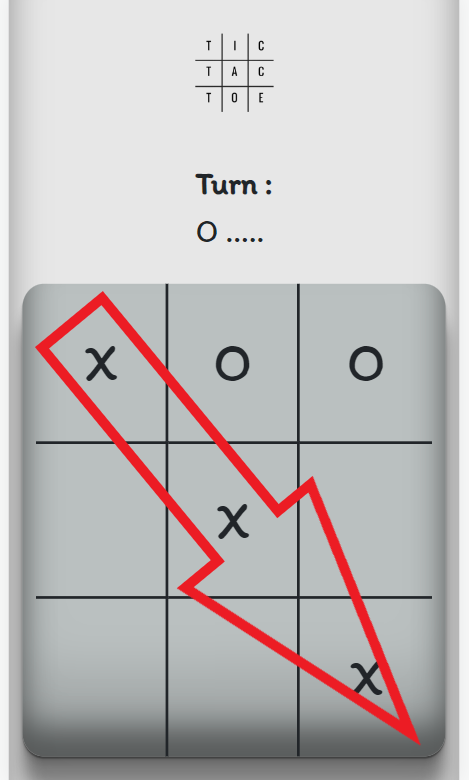 T I C
T A C
T O E
Turn :
O .....
X O O
X
X